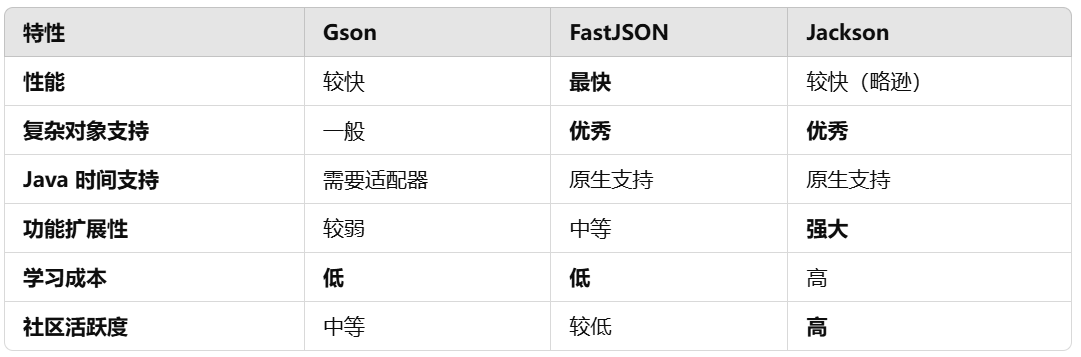 特性 Gson FastJSON Jackson
性能 较快 最快 较快（略逊）
复杂对象支持 一般 优秀 优秀
Java 时间支持 需要适配器 原生支持 原生支持
功能扩展性 较弱 中等 强大
学习成本 低 低 高
社区活跃度 中等 较低 高